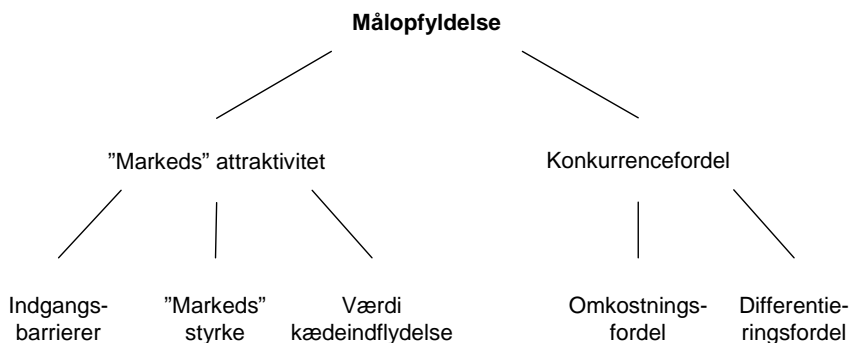 Målopfyldelse
”Markeds” attraktivitet
Konkurrencefordel
Indgangs-
barrierer
”Markeds”
styrke
Værdi
kædeindflydelse
Omkostnings-
fordel
Differentie-
ringsfordel